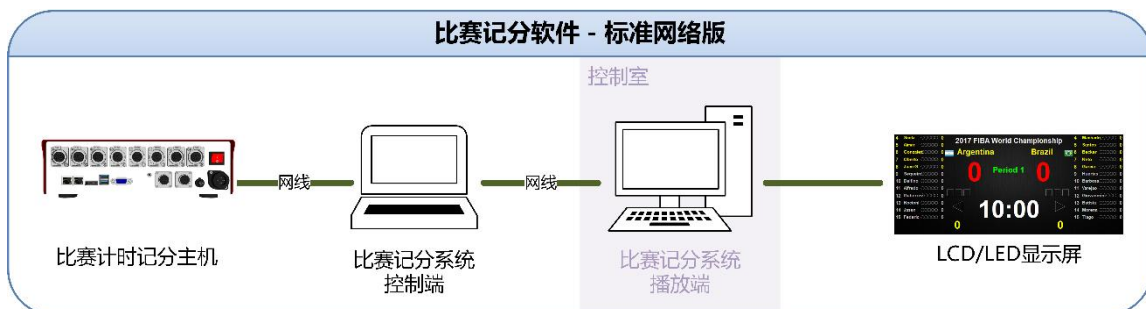 比赛记分软件 - 标准网络版
控制室
网线
网线
2017 FIBA World Championship
Argentina
Brazil
0
Period 1
0
10:00
0
0
比赛计时记分主机
比赛记分系统
控制端
比赛记分系统
播放端
LCD/LED显示屏